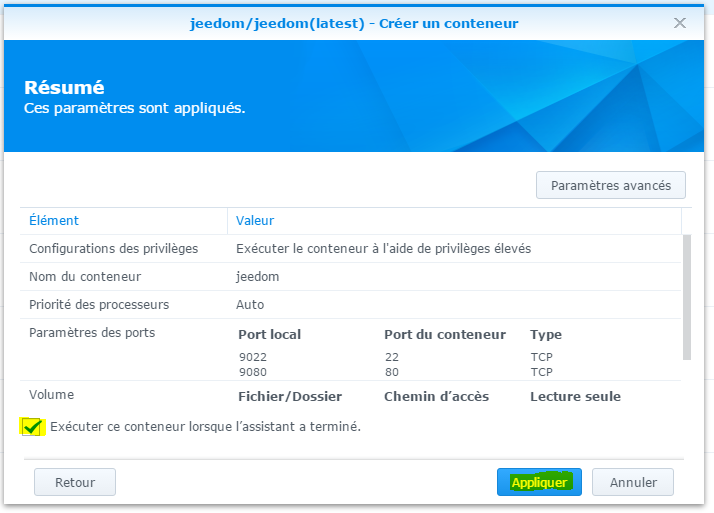 jeedom/jeedom(latest) - Créer un conteneur
Résumé
Ces paramètres sont appliqués.
Paramètres avancés
Élément Valeur
Configurations des privilèges Exécuter le conteneur à l'aide de privilèges élevés
Nom du conteneur jeedom
Priorité des processeurs Auto
Paramètres des ports Port local Port du conteneur Type
9022 22 TCP
9080 80 TCP
Volume Fichier/Dossier Chemin d'accès Lecture seule
Exécuter ce conteneur lorsque l'assistant a terminé.
Retour Appliquer Annuler